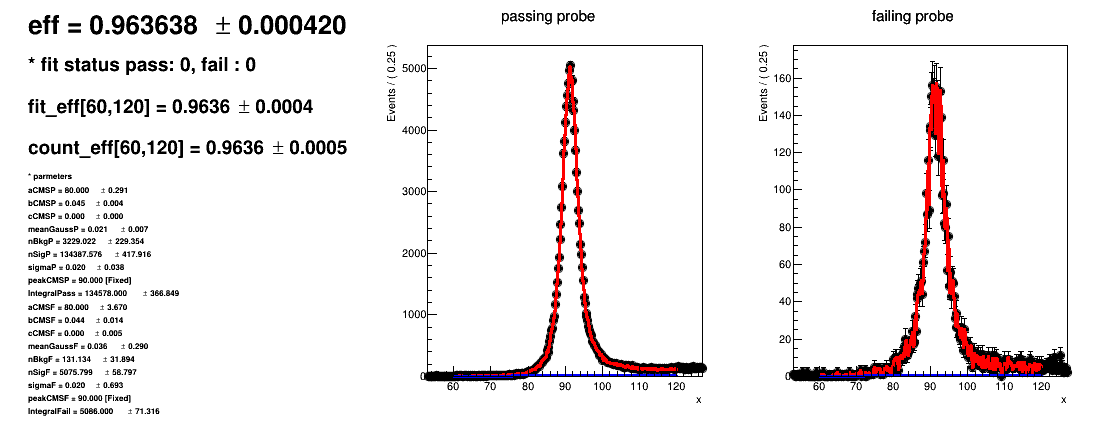 eff = 0.963638 ± 0.000420
* fit status pass: 0, fail : 0
fit_eff[60,120] = 0.9636 ± 0.0004
count_eff[60,120] = 0.9636 ± 0.0005
* parmeters
aCMSP = 80.000 ± 0.291
bCMSP = 0.045 ± 0.004
cCMSP = 0.000 ± 0.000
meanGaussP = 0.021 ± 0.007
nBkgP = 3229.022 ± 229.354
nSigP = 134387.576 ± 417.916
sigmaP = 0.020 ± 0.038
peakCMSP = 90.000 [Fixed]
IntegralPass = 134578.000 ± 366.849
aCMSF = 80.000 ± 3.670
bCMSF = 0.044 ± 0.014
cCMSF = 0.000 ± 0.005
meanGaussF = 0.036 ± 0.290
nBkgF = 131.134 ± 31.894
nSigF = 5075.799 ± 58.797
sigmaF = 0.020 ± 0.693
peakCMSF = 90.000 [Fixed]
IntegralFail = 5086.000 ± 71.316
passing probe
Events / ( 0.25 )
5000
4000
3000
2000
1000
0
60 70 80 90 100 110 120
x
failing probe
Events / ( 0.25 )
160
140
120
100
80
60
40
20
0
60 70 80 90 100 110 120
x